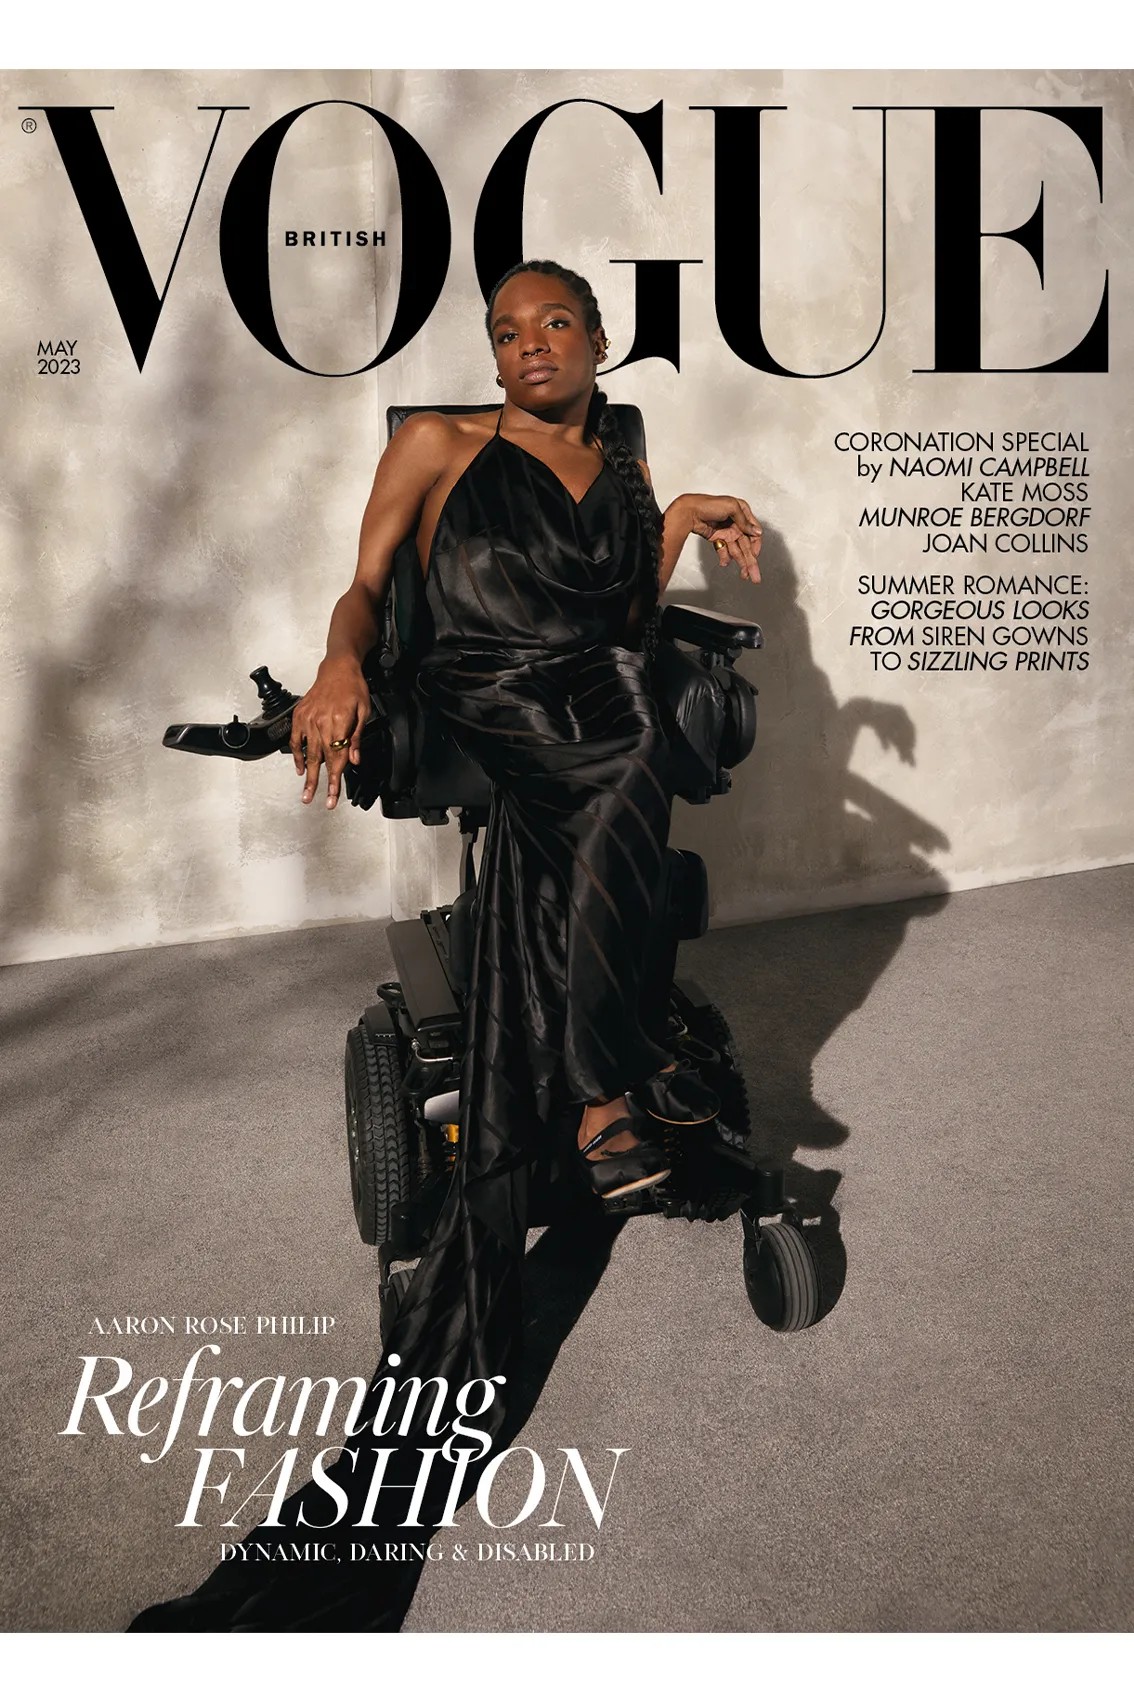 VOGUE
®
BRITISH
MAY
2023
CORONATION SPECIAL
by NAOMI CAMPBELL
KATE MOSS
MUNROE BERGDORF
JOAN COLLINS
SUMMER ROMANCE:
GORGEOUS LOOKS
FROM SIREN GOWNS
TO SIZZLING PRINTS
AARON ROSE PHILIP
Reframing
FASHION
DYNAMIC, DARING & DISABLED